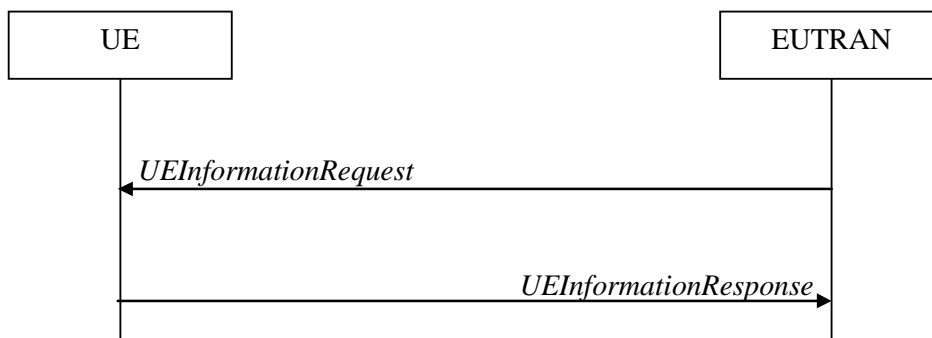 UE
EUTRAN
UEInformationRequest
UEInformationResponse